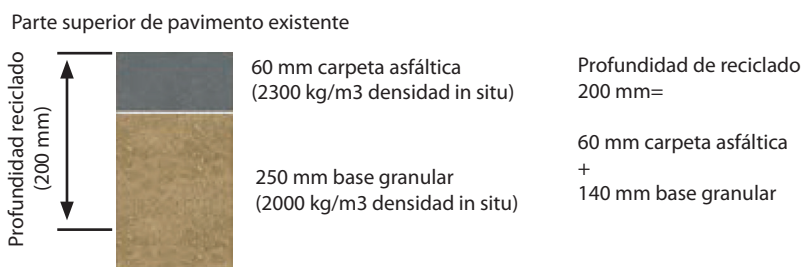 Parte superior de pavimento existente
Profundidad reciclado
(200 mm)
60 mm carpeta asfáltica
(2300 kg/m3 densidad in situ)
250 mm base granular
(2000 kg/m3 densidad in situ)
Profundidad de reciclado
200 mm=
60 mm carpeta asfáltica
+
140 mm base granular